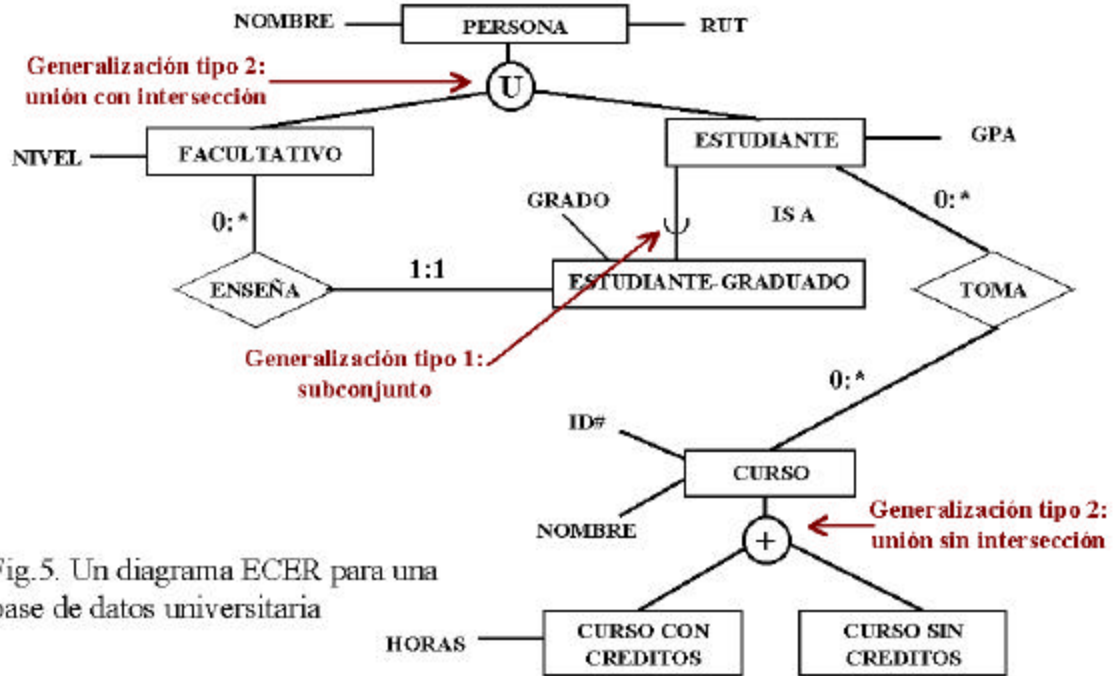 NOMBRE
PERSONA
RUT
Generalización tipo 2:
unión con intersección
U
NIVEL
FACULTATIVO
ESTUDIANTE
GPA
0:*
GRADO
IS A
0:*
ENSEÑA
1:1
ESTUDIANTE-GRADUADO
TOMA
Generalización tipo 1:
subconjunto
0:*
ID#
CURSO
NOMBRE
+
Generalización tipo 2:
unión sin intersección
Fig.5. Un diagrama ECER para una
base de datos universitaria
HORAS
CURSO CON
CREDITOS
CURSO SIN
CREDITOS